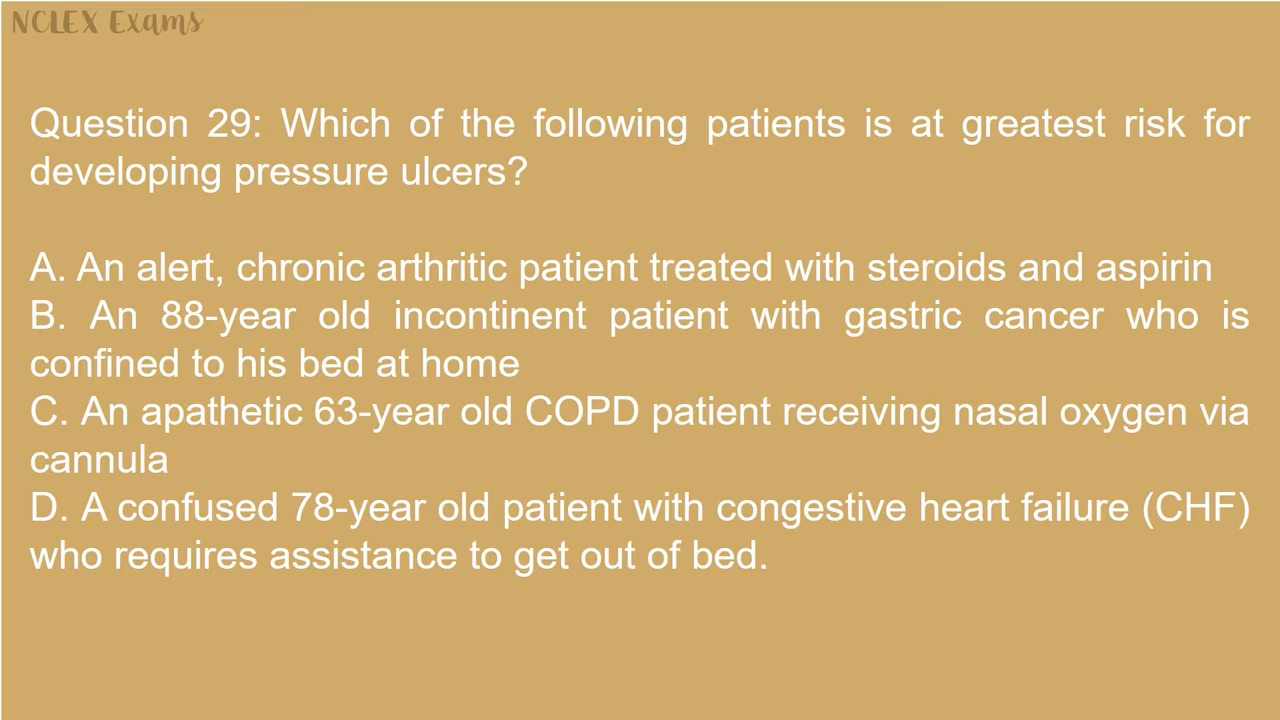 NCLEX Exams
Question 29: Which of the following patients is at greatest risk for
developing pressure ulcers?
A. An alert, chronic arthritic patient treated with steroids and aspirin
B. An 88-year old incontinent patient with gastric cancer who is
confined to his bed at home
C. An apathetic 63-year old COPD patient receiving nasal oxygen via
cannula
D. A confused 78-year old patient with congestive heart failure (CHF)
who requires assistance to get out of bed.